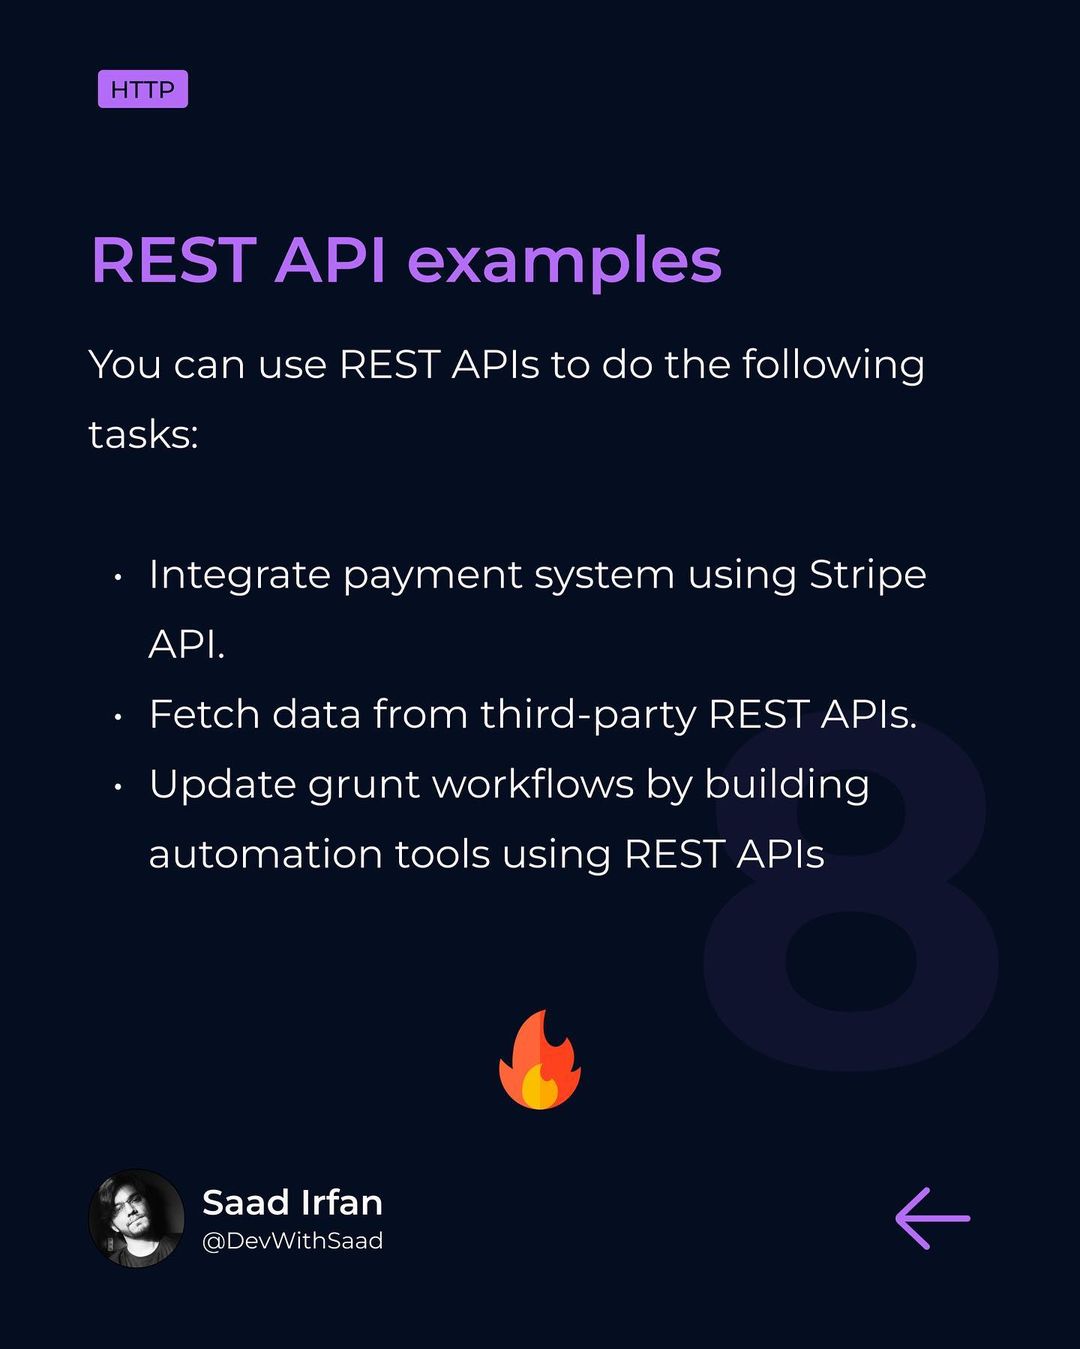 HTTP
REST API examples
You can use REST APIs to do the following
tasks:
• Integrate payment system using Stripe
API.
• Fetch data from third-party REST APIs.
• Update grunt workflows by building
automation tools using REST APIs
8
Saad Irfan
@DevWithSaad